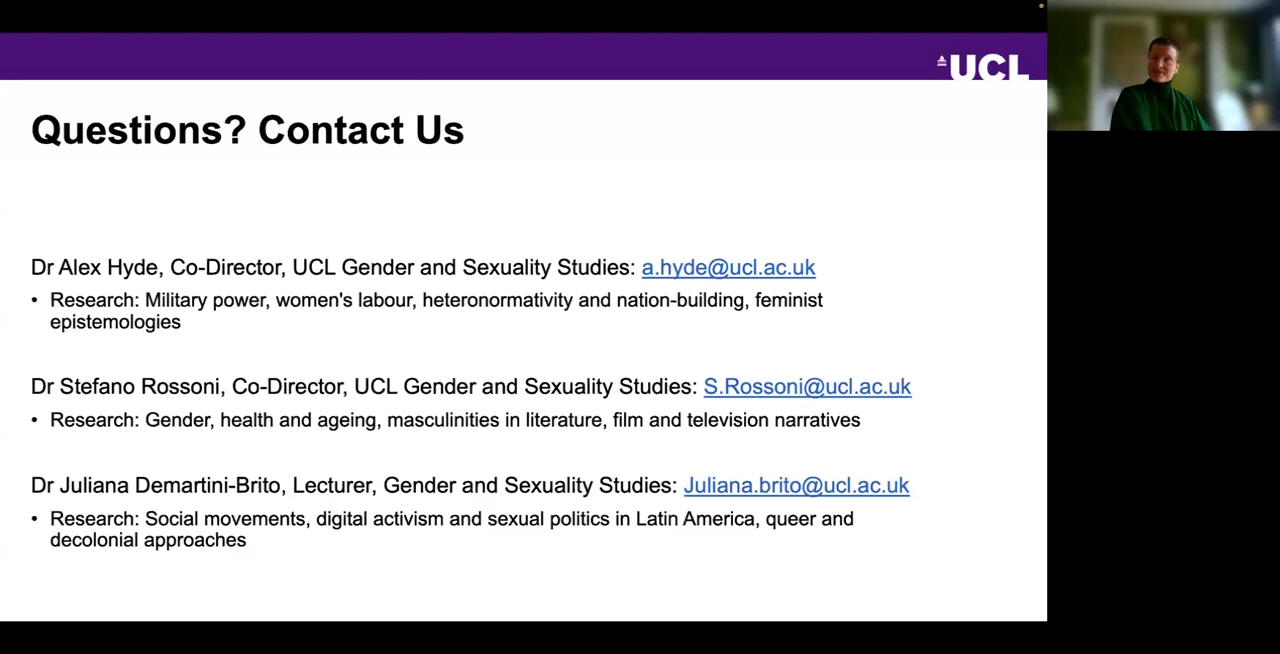 UCL
Questions? Contact Us
Dr Alex Hyde, Co-Director, UCL Gender and Sexuality Studies: a.hyde@ucl.ac.uk
• Research: Military power, women's labour, heteronormativity and nation-building, feminist
epistemologies
Dr Stefano Rossoni, Co-Director, UCL Gender and Sexuality Studies: S.Rossoni@ucl.ac.uk
• Research: Gender, health and ageing, masculinities in literature, film and television narratives
Dr Juliana Demartini-Brito, Lecturer, Gender and Sexuality Studies: Juliana.brito@ucl.ac.uk
• Research: Social movements, digital activism and sexual politics in Latin America, queer and
decolonial approaches